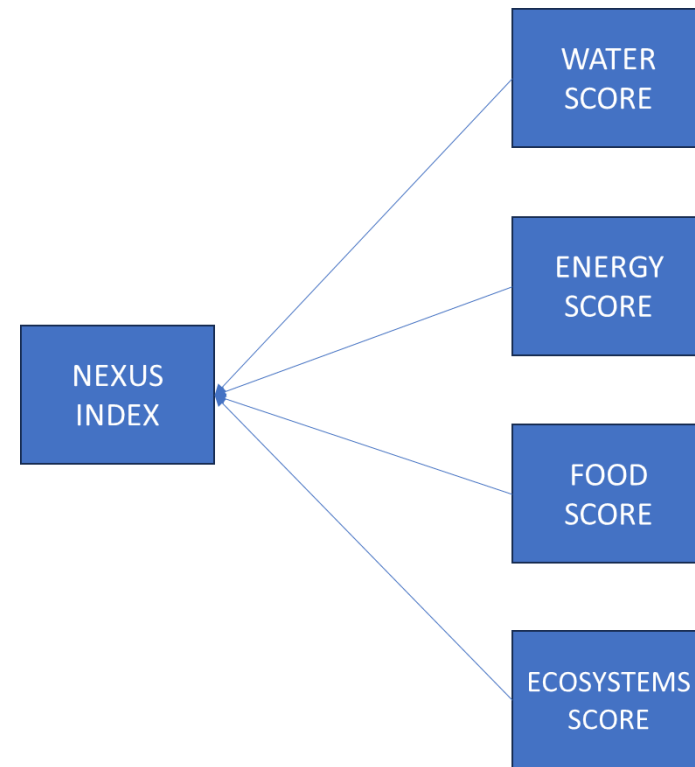 WATER
SCORE
ENERGY
SCORE
NEXUS
INDEX
FOOD
SCORE
ECOSYSTEMS
SCORE